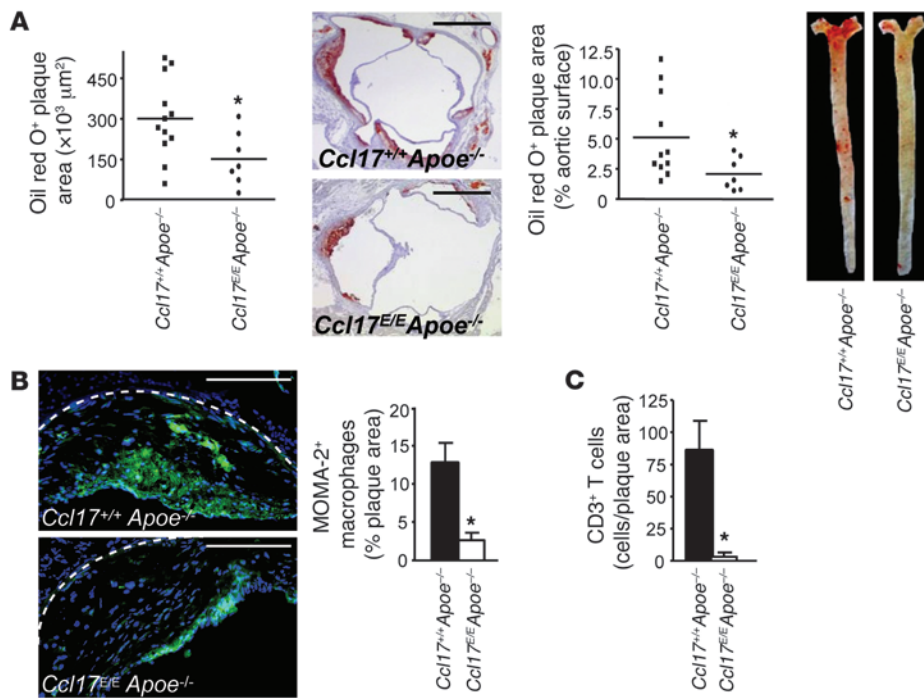 A
Oil red O⁺ plaque
area (×10³ μm²)
450
300
150
0
*
Ccl17⁺/⁺Apoe⁻/⁻
Ccl17ᴱ/ᴱApoe⁻/⁻
Ccl17⁺/⁺Apoe⁻/⁻
Ccl17ᴱ/ᴱApoe⁻/⁻
Oil red O⁺ plaque area
(% aortic surface)
12.5
10.0
7.5
5.0
2.5
0
*
Ccl17⁺/⁺Apoe⁻/⁻
Ccl17ᴱ/ᴱApoe⁻/⁻
Ccl17⁺/⁺Apoe⁻/⁻
Ccl17ᴱ/ᴱApoe⁻/⁻
B
Ccl17⁺/⁺ Apoe⁻/⁻
Ccl17ᴱ/ᴱ Apoe⁻/⁻
MOMA-2⁺
macrophages
(% plaque area)
20
15
10
5
0
*
Ccl17⁺/⁺Apoe⁻/⁻
Ccl17ᴱ/ᴱApoe⁻/⁻
C
CD3⁺ T cells
(cells/plaque area)
125
100
75
50
25
0
*
Ccl17⁺/⁺Apoe⁻/⁻
Ccl17ᴱ/ᴱApoe⁻/⁻